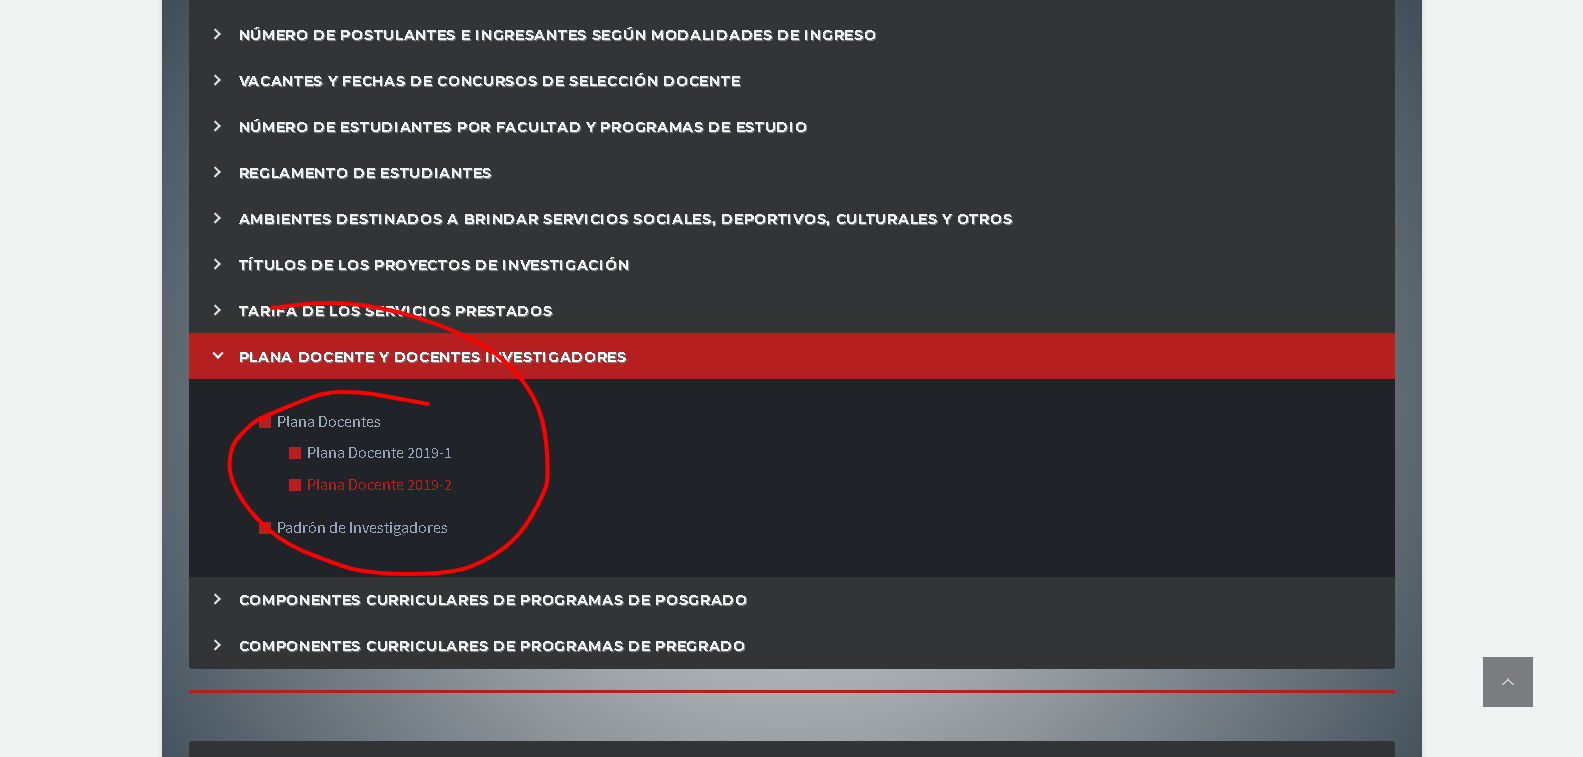 NÚMERO DE POSTULANTES E INGRESANTES SEGÚN MODALIDADES DE INGRESO
VACANTES Y FECHAS DE CONCURSOS DE SELECCIÓN DOCENTE
NÚMERO DE ESTUDIANTES POR FACULTAD Y PROGRAMAS DE ESTUDIO
REGLAMENTO DE ESTUDIANTES
AMBIENTES DESTINADOS A BRINDAR SERVICIOS SOCIALES, DEPORTIVOS, CULTURALES Y OTROS
TÍTULOS DE LOS PROYECTOS DE INVESTIGACIÓN
TARIFA DE LOS SERVICIOS PRESTADOS
PLANA DOCENTE Y DOCENTES INVESTIGADORES
Plana Docentes
Plana Docente 2019-1
Plana Docente 2019-2
Padrón de Investigadores
COMPONENTES CURRICULARES DE PROGRAMAS DE POSGRADO
COMPONENTES CURRICULARES DE PROGRAMAS DE PREGRADO